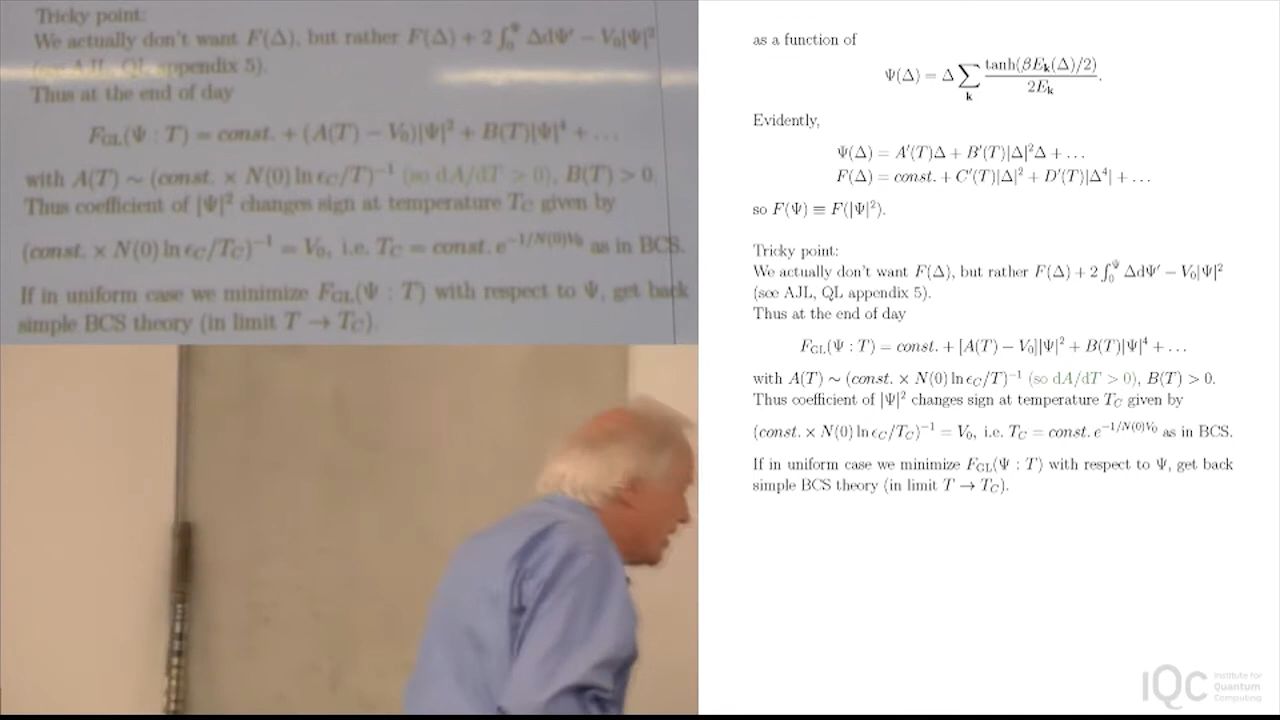 Tricky point:
We actually don't want F(Δ), but rather F(Δ) + 2 ∫₀^Ψ ΔdΨ′ − V₀|Ψ|²
(see AJL, QL appendix 5).
Thus at the end of day
F_GL(Ψ : T) = const. + (A(T) − V₀)|Ψ|² + B(T)|Ψ|⁴ + …
with A(T) ∼ (const. × N(0) ln ϵ_C/T)⁻¹ (so dA/dT > 0), B(T) > 0.
Thus coefficient of |Ψ|² changes sign at temperature T_C given by
(const. × N(0) ln ϵ_C/T_C)⁻¹ = V₀, i.e. T_C = const. e^{−1/N(0)V₀} as in BCS.
If in uniform case we minimize F_GL(Ψ : T) with respect to Ψ, get back
simple BCS theory (in limit T → T_C).
as a function of
Ψ(Δ) = Δ ∑_k tanh(βE_k(Δ)/2) / 2E_k .
Evidently,
Ψ(Δ) = A′(T)Δ + B′(T)|Δ|²Δ + …
F(Δ) = const. + C′(T)|Δ|² + D′(T)|Δ⁴| + …
so F(Ψ) ≡ F(|Ψ|²).
Tricky point:
We actually don't want F(Δ), but rather F(Δ) + 2 ∫₀^Ψ ΔdΨ′ − V₀|Ψ|²
(see AJL, QL appendix 5).
Thus at the end of day
F_GL(Ψ : T) = const. + [A(T) − V₀]|Ψ|² + B(T)|Ψ|⁴ + …
with A(T) ∼ (const. × N(0) ln ϵ_C/T)⁻¹ (so dA/dT > 0), B(T) > 0.
Thus coefficient of |Ψ|² changes sign at temperature T_C given by
(const. × N(0) ln ϵ_C/T_C)⁻¹ = V₀, i.e. T_C = const. e^{−1/N(0)V₀} as in BCS.
If in uniform case we minimize F_GL(Ψ : T) with respect to Ψ, get back
simple BCS theory (in limit T → T_C).
IQC Institute for
Quantum
Computing